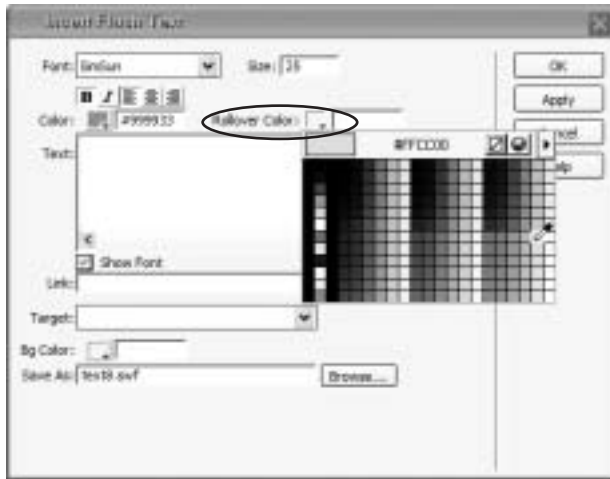 Insert Flash Text
Font: SimSun Size: 26 OK
B I Apply
Color: #999933 Rollover Color:
Text: #FFCC00
Show Font
Link:
Target:
Bg Color:
Save As: text8.swf Browse...